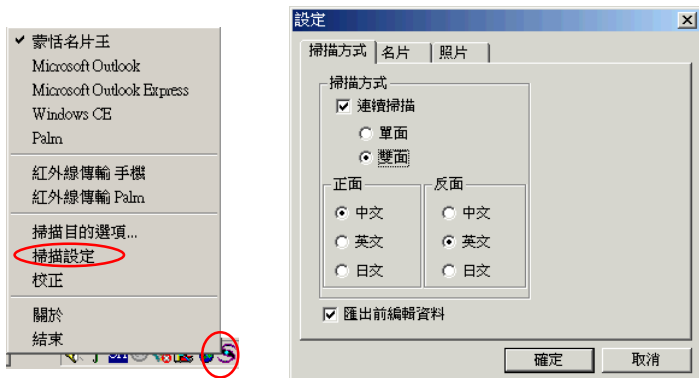 蒙恬名片王
Microsoft Outlook
Microsoft Outlook Express
Windows CE
Palm
紅外線傳輸 手機
紅外線傳輸 Palm
掃描目的選項...
掃描設定
校正
關於
結束
設定
掃描方式 名片 照片
掃描方式
連續掃描
單面
雙面
正面 反面
中文 中文
英文 英文
日文 日文
匯出前編輯資料
確定 取消